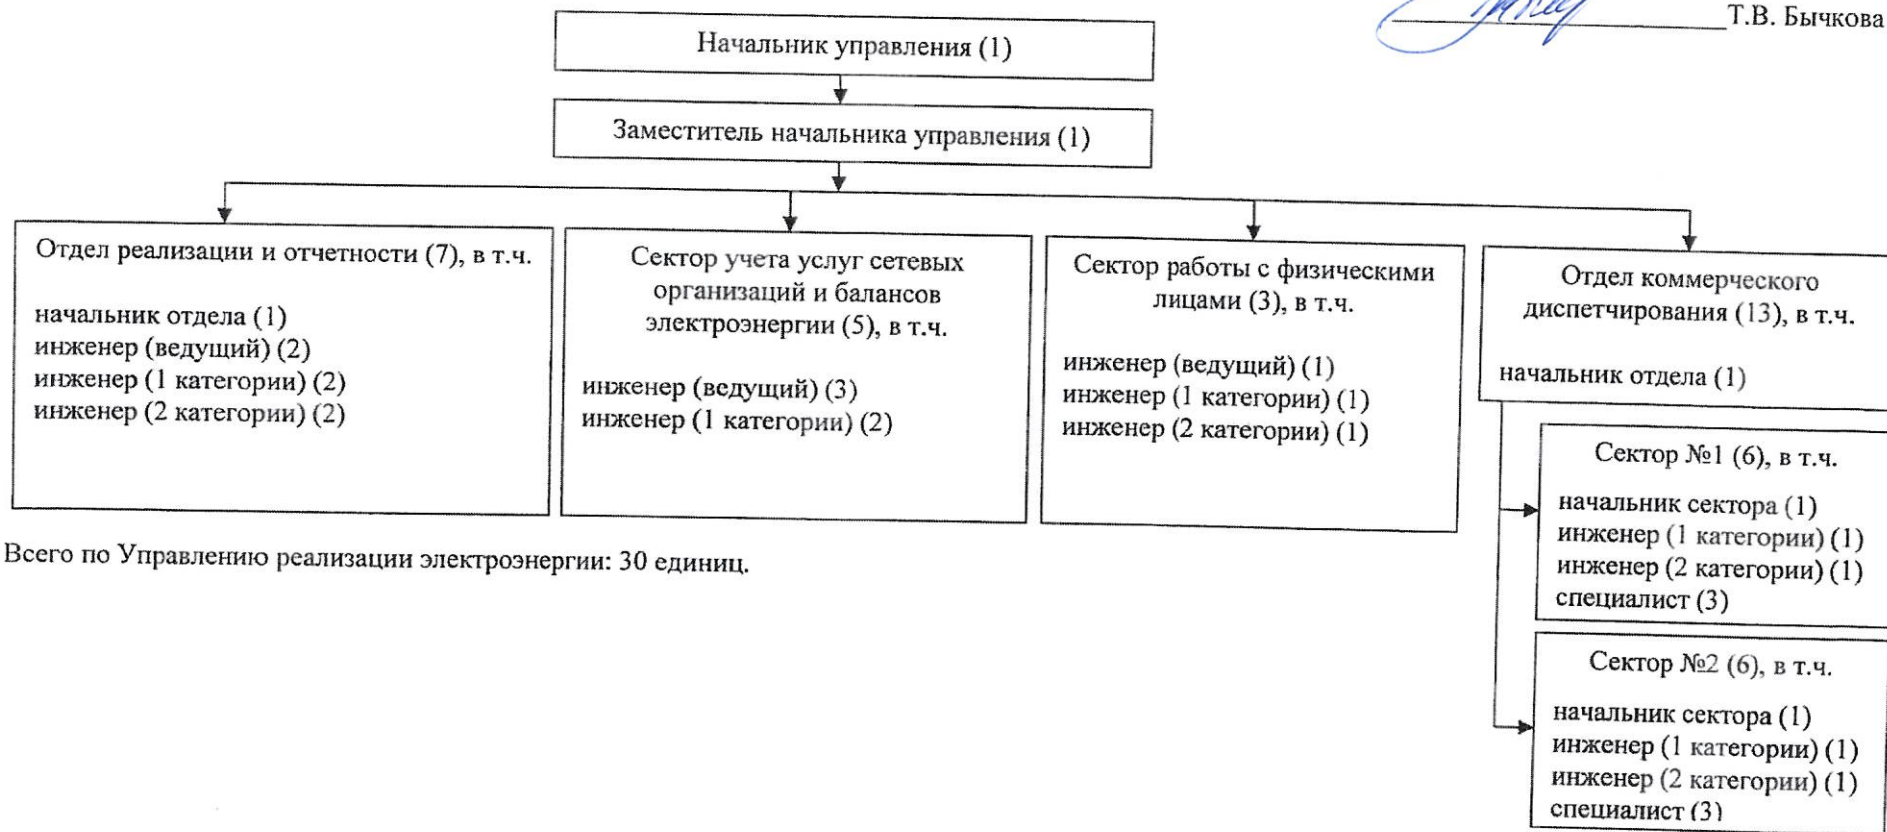 Т.В. Бычкова
Начальник управления (1)
Заместитель начальника управления (1)
Отдел реализации и отчетности (7), в т.ч.
начальник отдела (1)
инженер (ведущий) (2)
инженер (1 категории) (2)
инженер (2 категории) (2)
Сектор учета услуг сетевых
организаций и балансов
электроэнергии (5), в т.ч.
инженер (ведущий) (3)
инженер (1 категории) (2)
Сектор работы с физическими
лицами (3), в т.ч.
инженер (ведущий) (1)
инженер (1 категории) (1)
инженер (2 категории) (1)
Отдел коммерческого
диспетчирования (13), в т.ч.
начальник отдела (1)
Сектор №1 (6), в т.ч.
начальник сектора (1)
инженер (1 категории) (1)
инженер (2 категории) (1)
специалист (3)
Сектор №2 (6), в т.ч.
начальник сектора (1)
инженер (1 категории) (1)
инженер (2 категории) (1)
специалист (3)
Всего по Управлению реализации электроэнергии: 30 единиц.